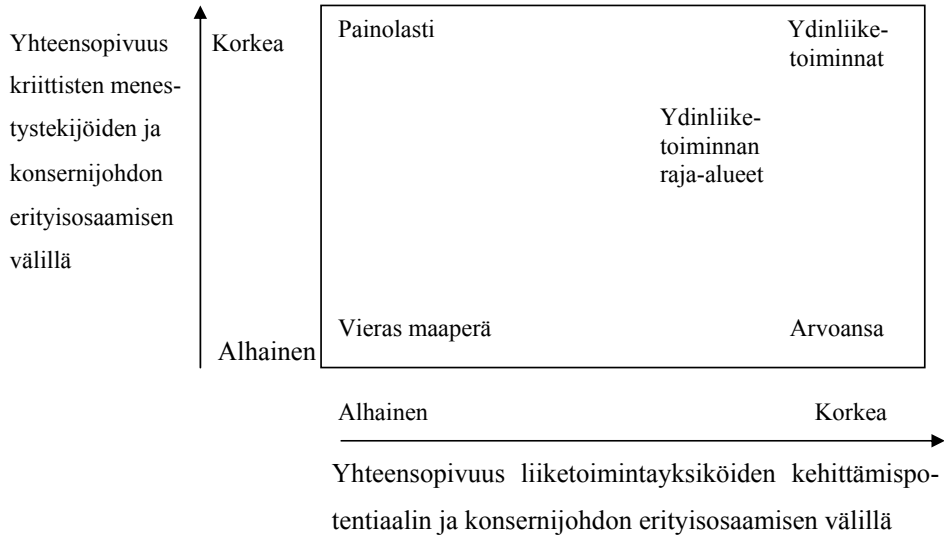 Yhteensopivuus
kriittisten menes-
tystekijöiden ja
konsernijohdon
erityisosaamisen
välillä
Korkea
Alhainen
Painolasti
Ydinliike-
toiminnat
Ydinliike-
toiminnan
raja-alueet
Vieras maaperä
Arvoansa
Alhainen
Korkea
Yhteensopivuus liiketoimintayksiköiden kehittämispo-
tentiaalin ja konsernijohdon erityisosaamisen välillä